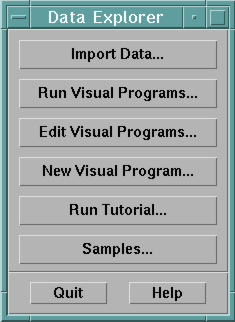 Data Explorer
Import Data...
Run Visual Programs...
Edit Visual Programs...
New Visual Program...
Run Tutorial...
Samples...
Quit Help